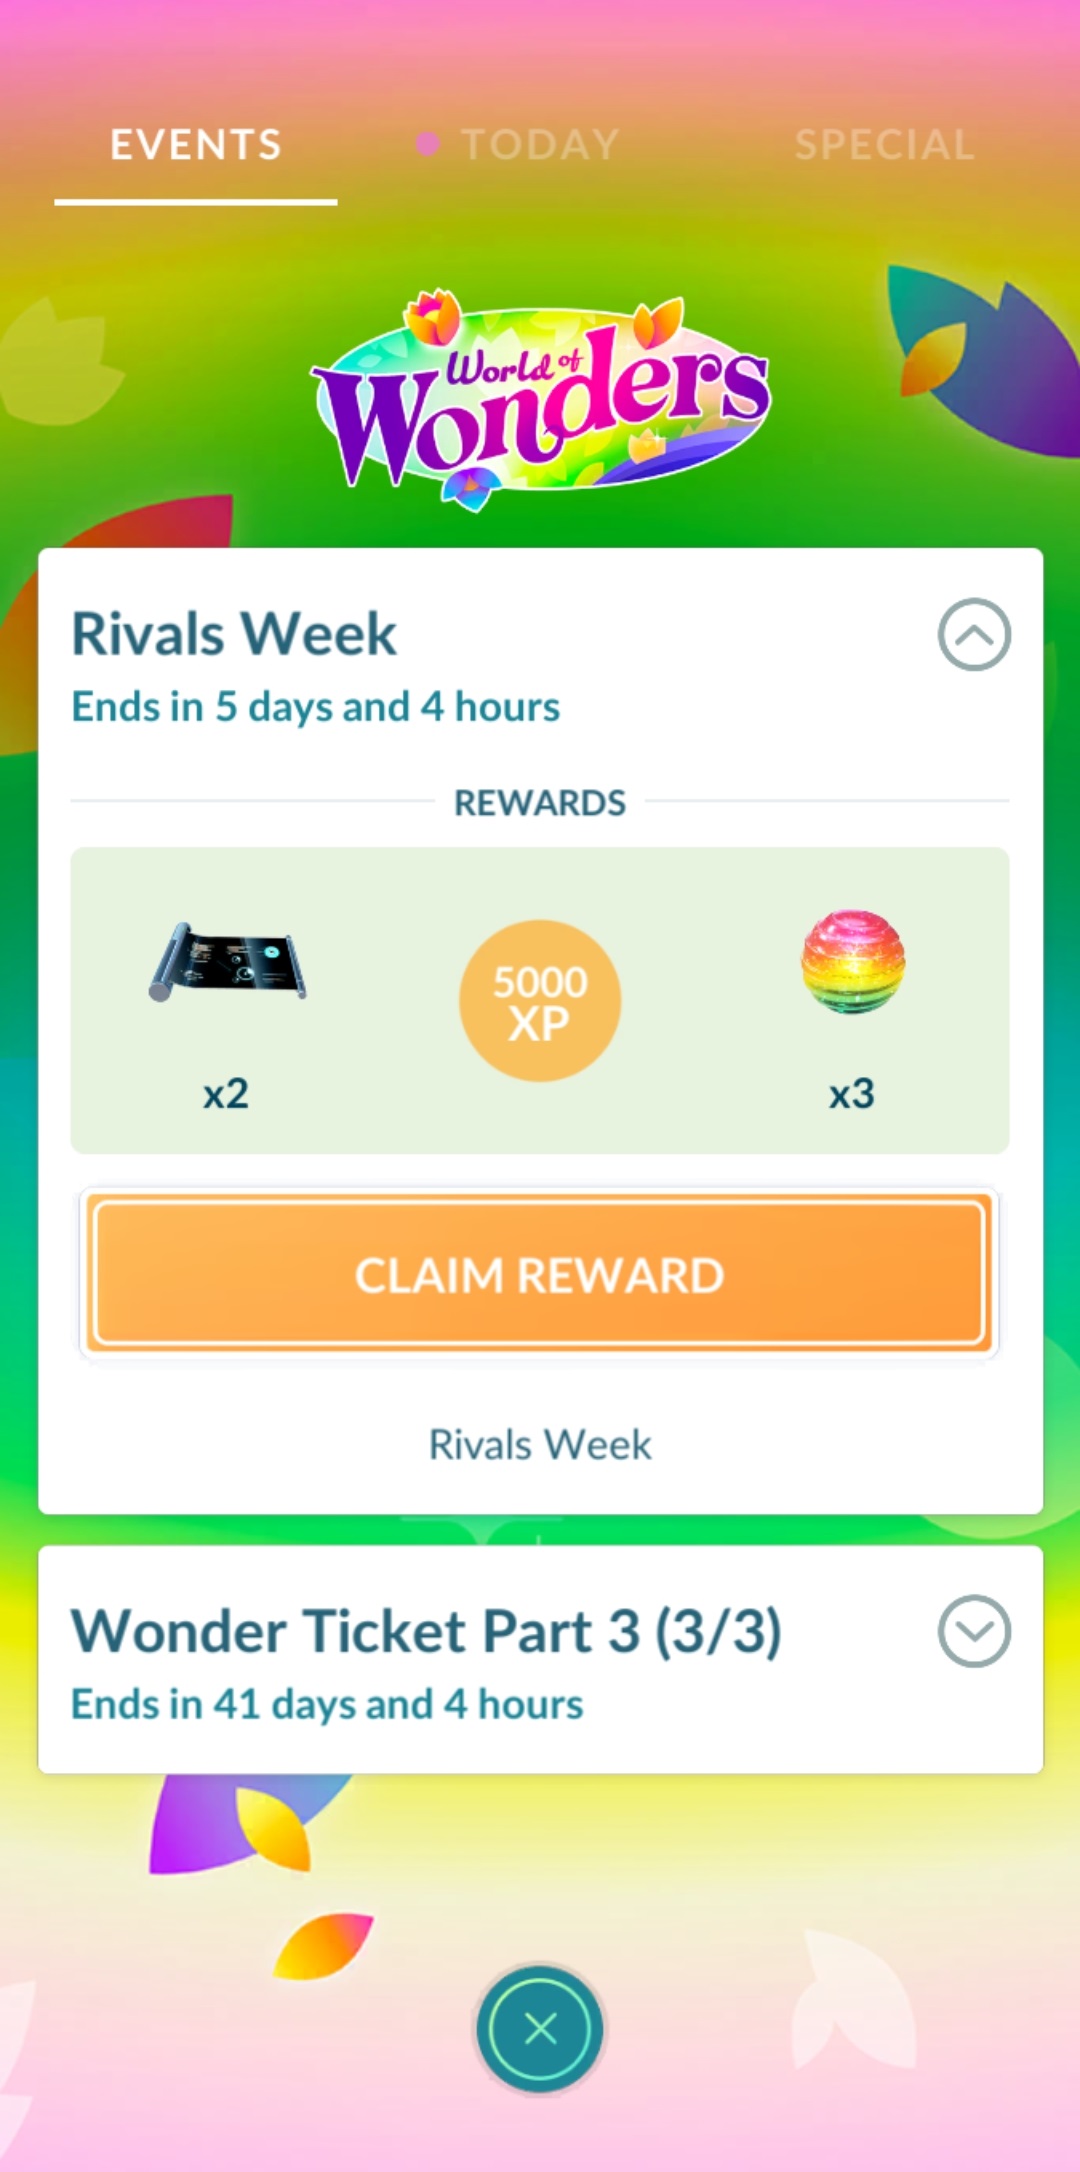 EVENTS
TODAY
SPECIAL
World of
Wonders
Rivals Week
Ends in 5 days and 4 hours
REWARDS
5000
XP
x2
x3
CLAIM REWARD
Rivals Week
Wonder Ticket Part 3 (3/3)
Ends in 41 days and 4 hours